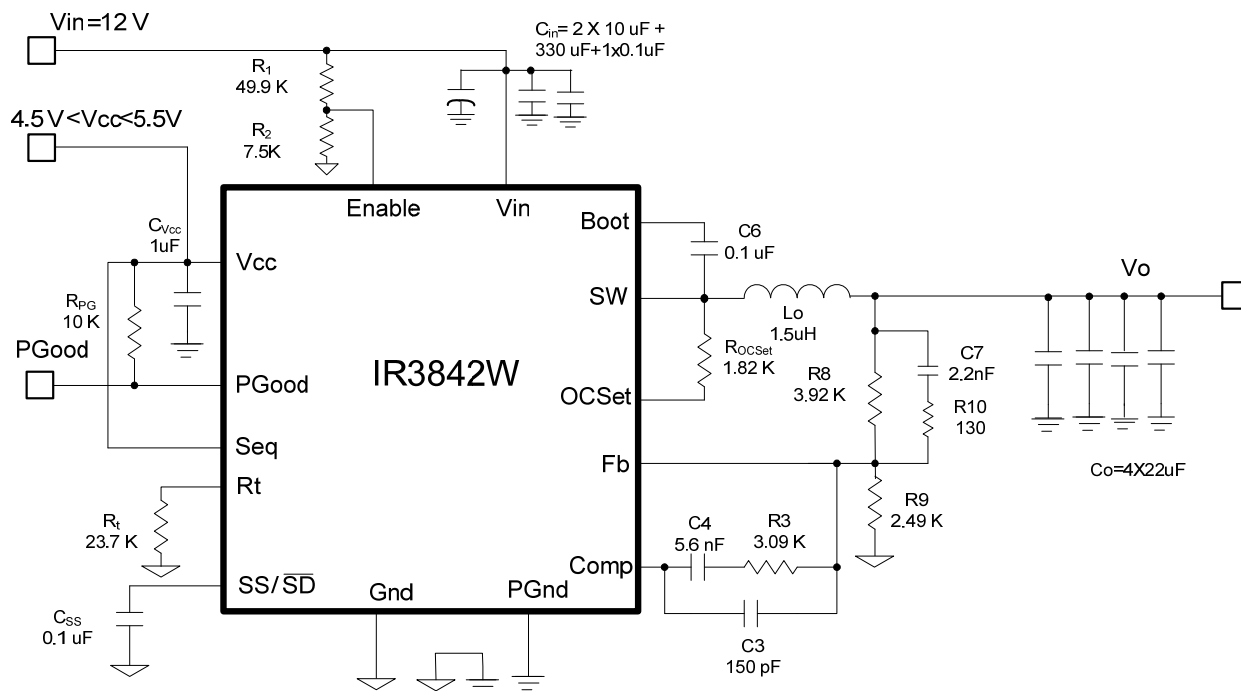 Vin=12 V
Cin= 2 X 10 uF +
330 uF+1x0.1uF
R1
49.9 K
4.5 V<Vcc<5.5V
R2
7.5K
Enable
Vin
Boot
C6
0.1 uF
CVcc
1uF
Vcc
SW
Vo
Lo
1.5uH
RPG
10 K
ROCSet
1.82 K
PGood
IR3842W
R8
3.92 K
C7
2.2nF
PGood
OCSet
R10
130
Seq
Fb
Co=4X22uF
Rt
R9
2.49 K
Rt
23.7 K
C4
5.6 nF
R3
3.09 K
Comp
SS/SD
Gnd
PGnd
CSS
0.1 uF
C3
150 pF